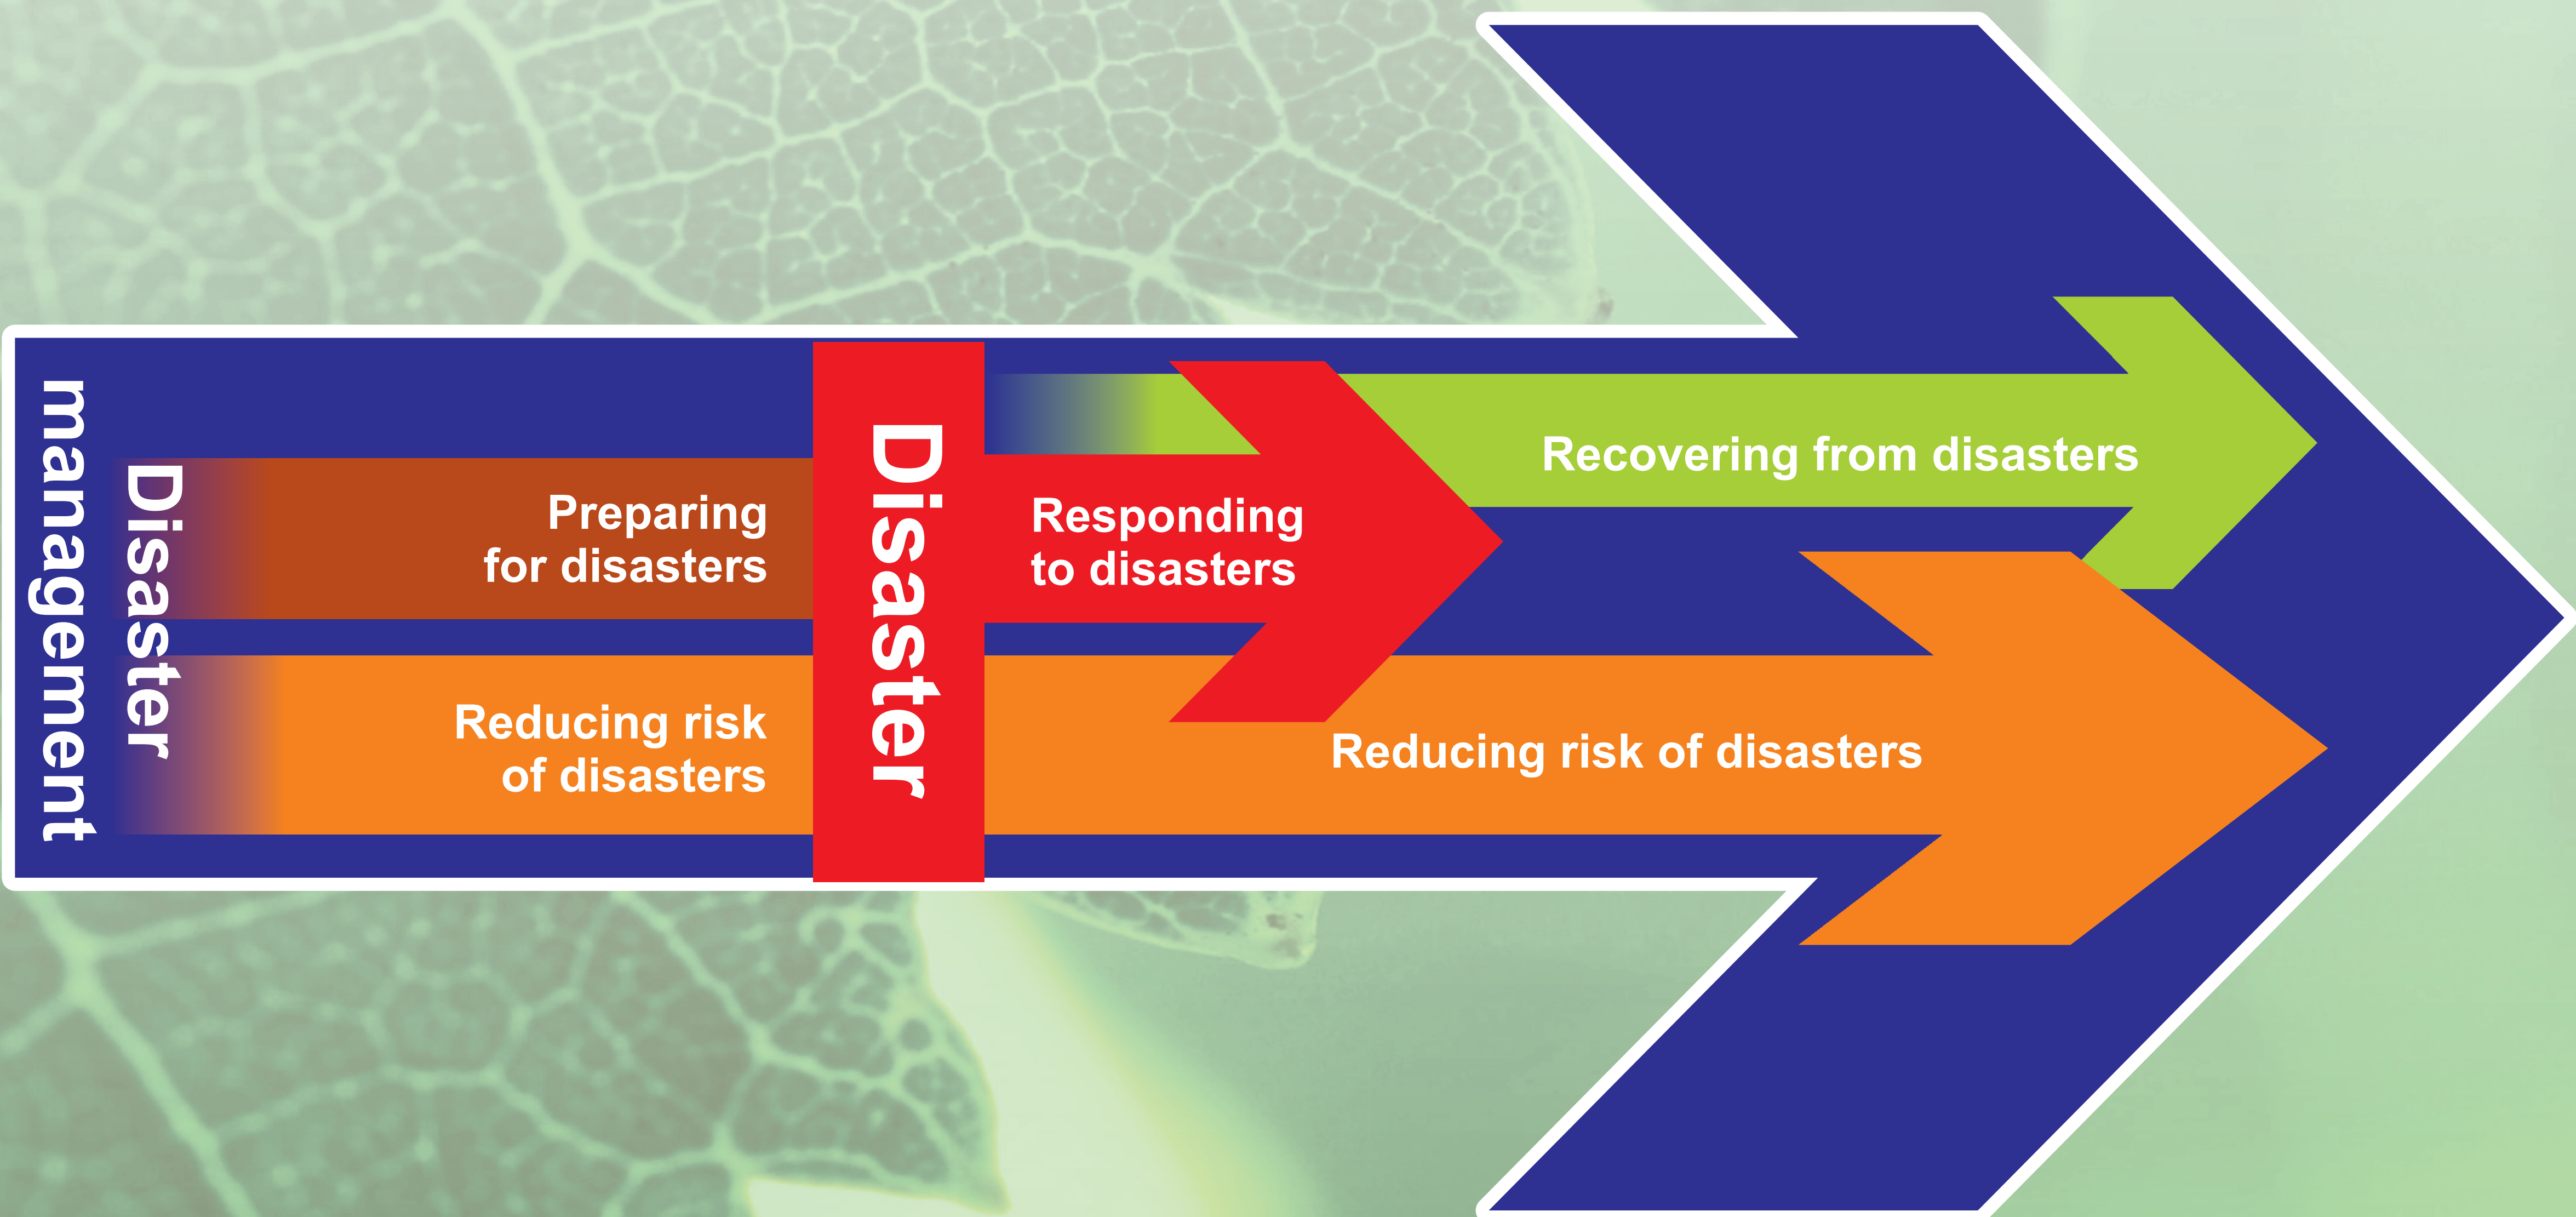 Disaster
management
Preparing
for disasters
Reducing risk
of disasters
Disaster
Responding
to disasters
Recovering from disasters
Reducing risk of disasters